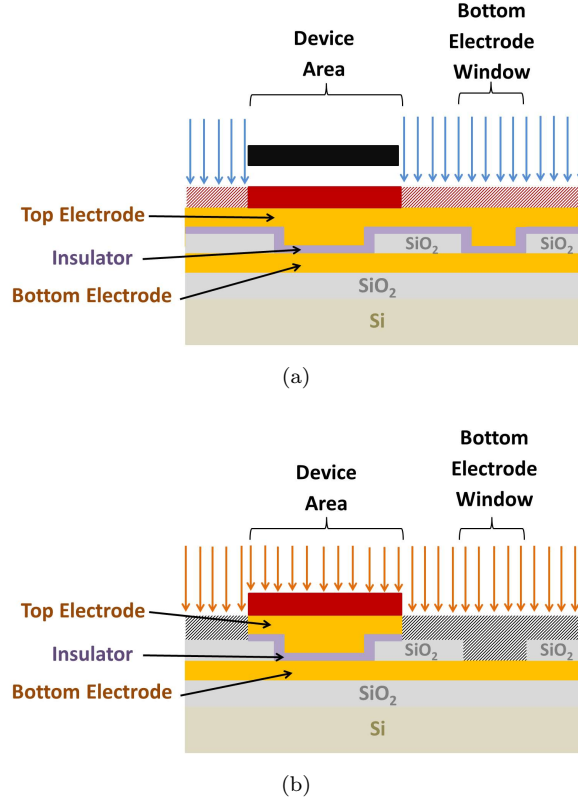 Bottom
Electrode
Window
Device
Area
Top Electrode
Insulator
SiO2
SiO2
Bottom Electrode
SiO2
Si
(a)
Bottom
Electrode
Window
Device
Area
Top Electrode
Insulator
SiO2
SiO2
Bottom Electrode
SiO2
Si
(b)